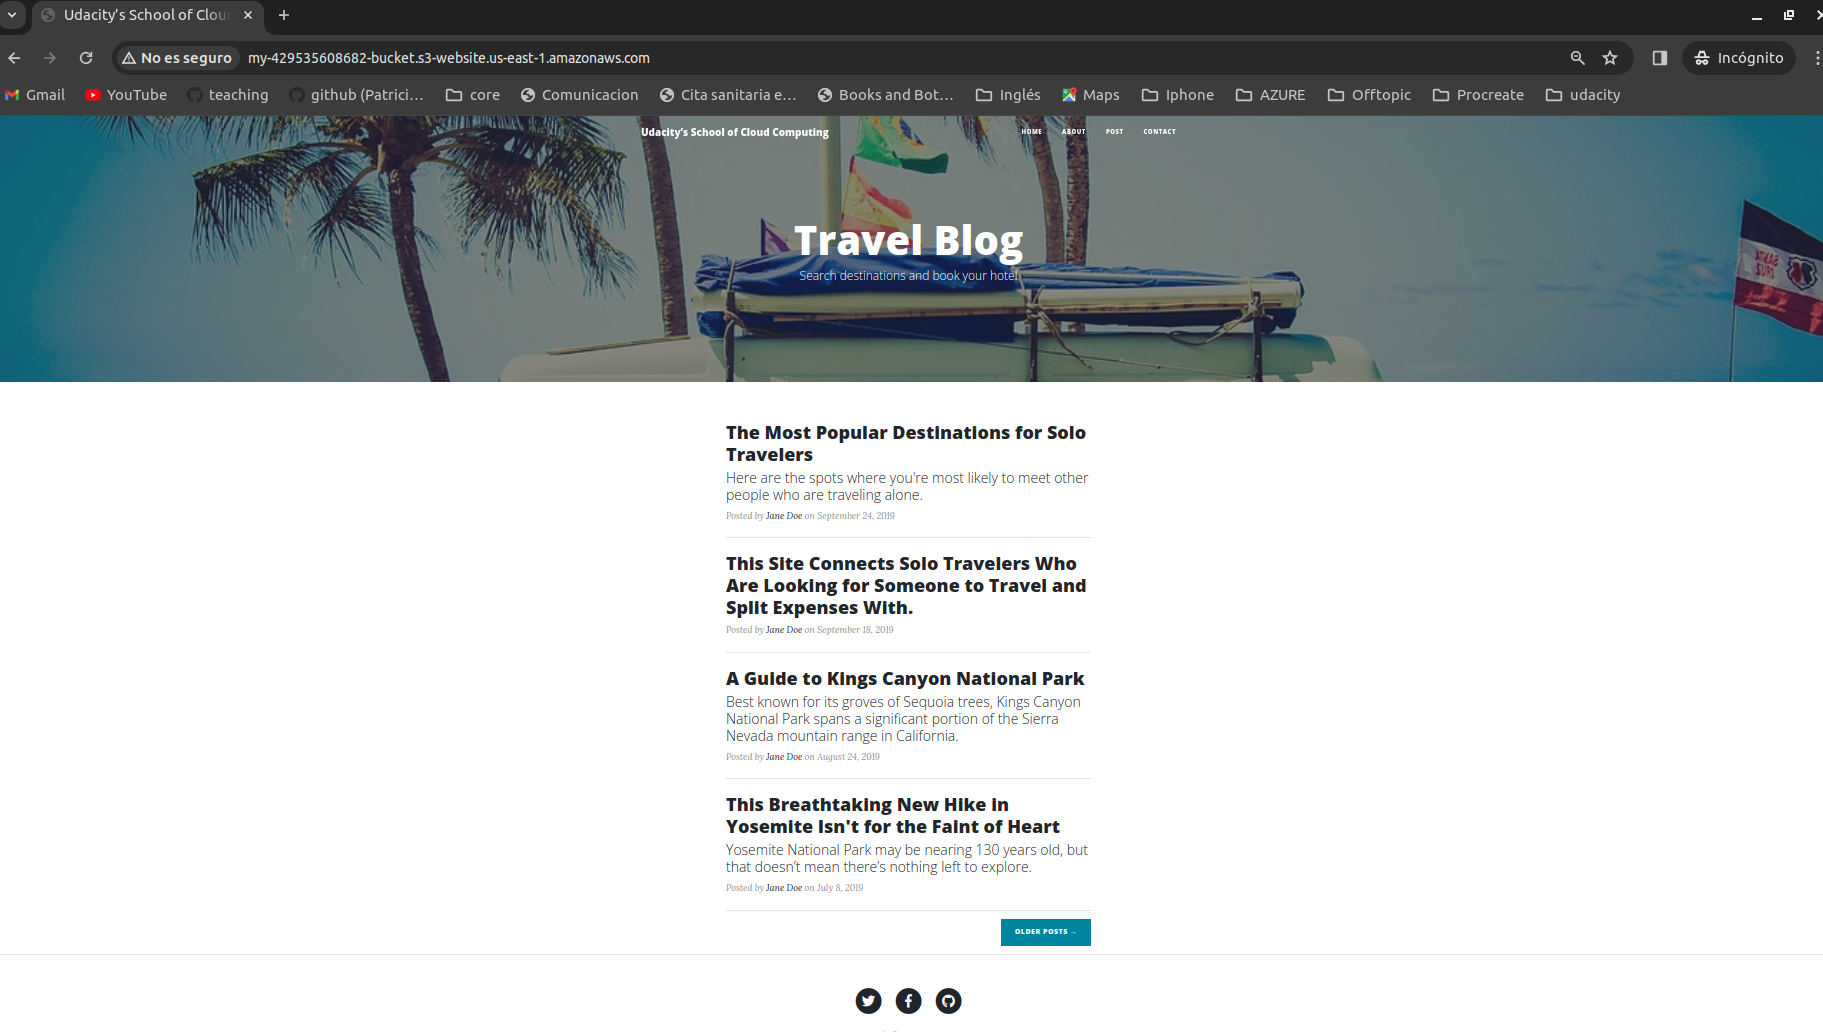 Udacity's School of Clou
No es seguro my-429535608682-bucket.s3-website.us-east-1.amazonaws.com Incógnito
Gmail YouTube teaching github (Patrici… core Comunicacion Cita sanitaria e… Books and Bot… Inglés Maps Iphone AZURE Offtopic Procreate udacity
Udacity's School of Cloud Computing HOME ABOUT POST CONTACT
Travel Blog
Search destinations and book your hotel
SANTA
CRUZ
The Most Popular Destinations for Solo
Travelers
Here are the spots where you're most likely to meet other
people who are traveling alone.
Posted by Jane Doe on September 24, 2019
This Site Connects Solo Travelers Who
Are Looking for Someone to Travel and
Split Expenses With.
Posted by Jane Doe on September 18, 2019
A Guide to Kings Canyon National Park
Best known for its groves of Sequoia trees, Kings Canyon
National Park spans a significant portion of the Sierra
Nevada mountain range in California.
Posted by Jane Doe on August 24, 2019
This Breathtaking New Hike in
Yosemite Isn't for the Faint of Heart
Yosemite National Park may be nearing 130 years old, but
that doesn’t mean there’s nothing left to explore.
Posted by Jane Doe on July 8, 2019
OLDER POSTS →